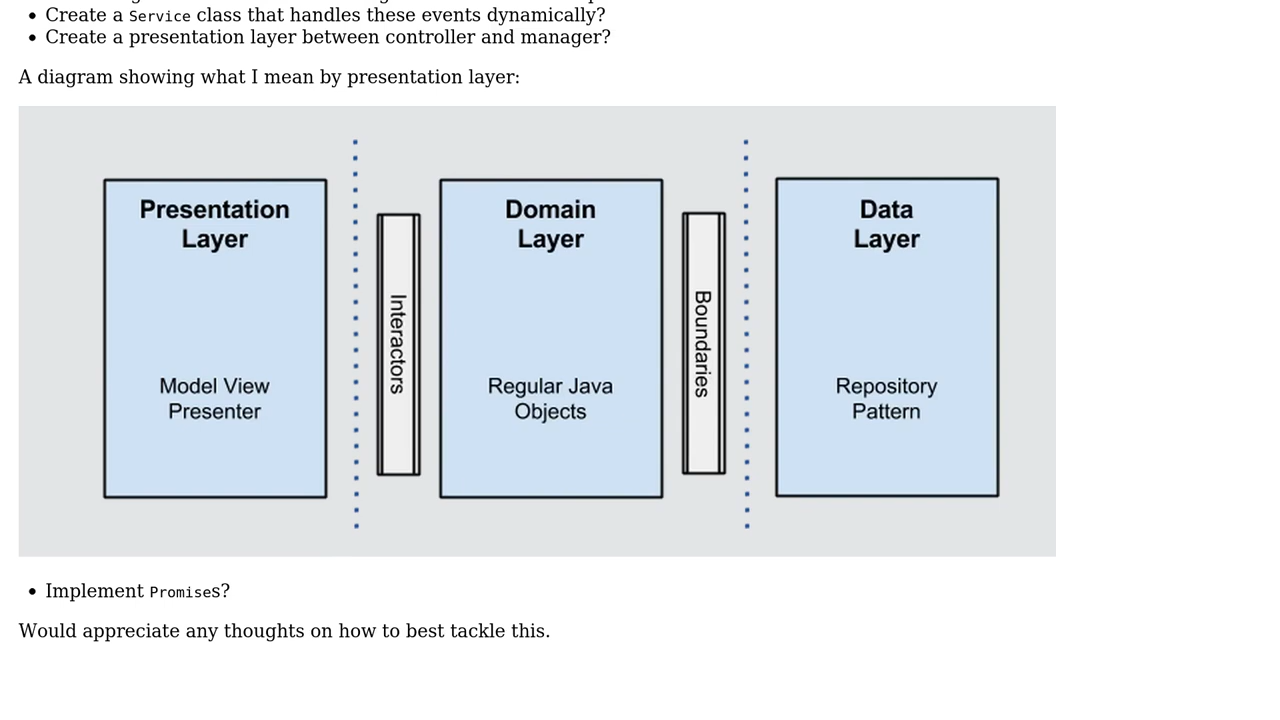 • Create a Service class that handles these events dynamically?
• Create a presentation layer between controller and manager?
A diagram showing what I mean by presentation layer:
Presentation
Layer
Model View
Presenter
Interactors
Domain
Layer
Regular Java
Objects
Boundaries
Data
Layer
Repository
Pattern
• Implement Promises?
Would appreciate any thoughts on how to best tackle this.